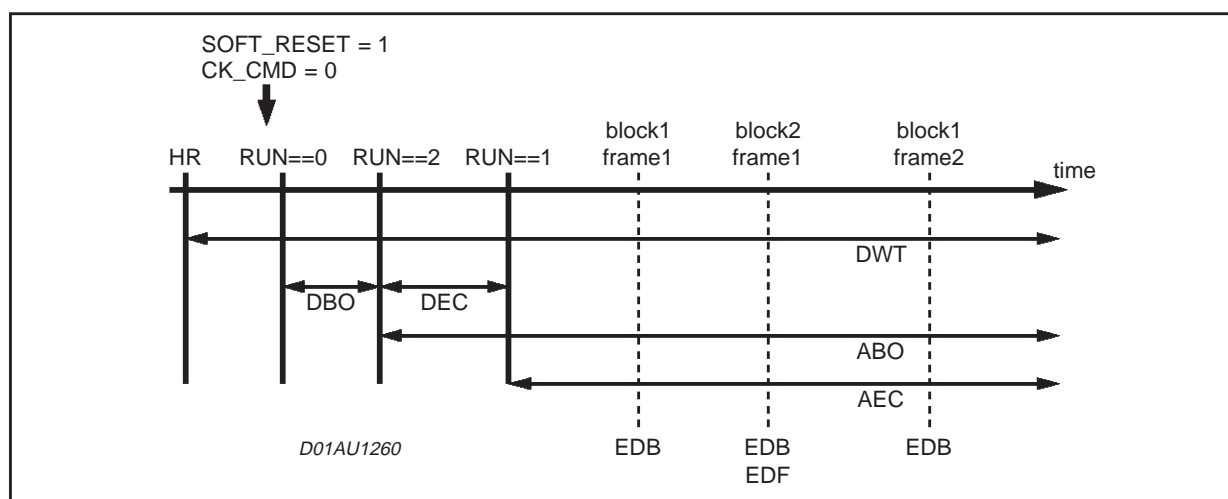 SOFT_RESET = 1
CK_CMD = 0
block1
frame1
block2
frame1
block1
frame2
HR
RUN==0
RUN==2
RUN==1
time
DWT
DBO
DEC
ABO
AEC
D01AU1260
EDB
EDB
EDF
EDB